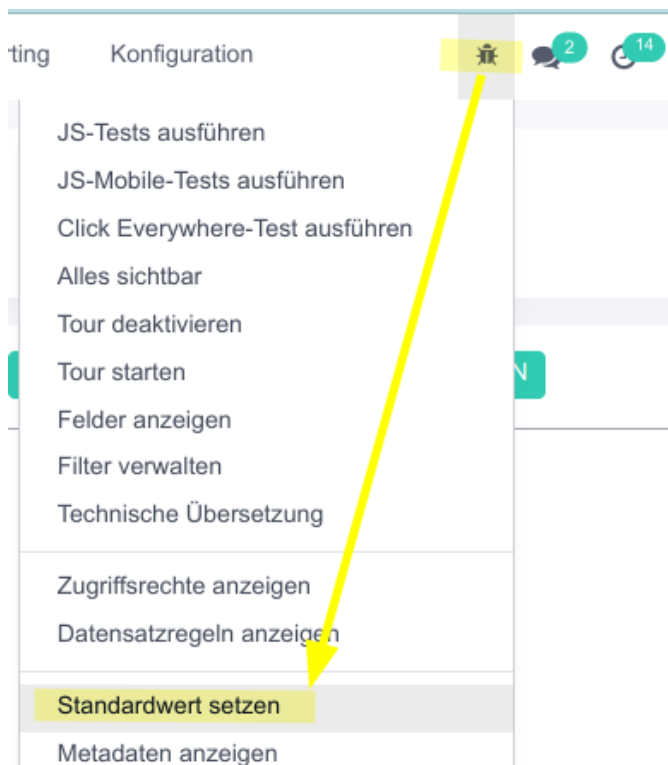 rting Konfiguration 2 14
JS-Tests ausführen
JS-Mobile-Tests ausführen
Click Everywhere-Test ausführen
Alles sichtbar
Tour deaktivieren
Tour starten
N
Felder anzeigen
Filter verwalten
Technische Übersetzung
Zugriffsrechte anzeigen
Datensatzregeln anzeigen
Standardwert setzen
Metadaten anzeigen